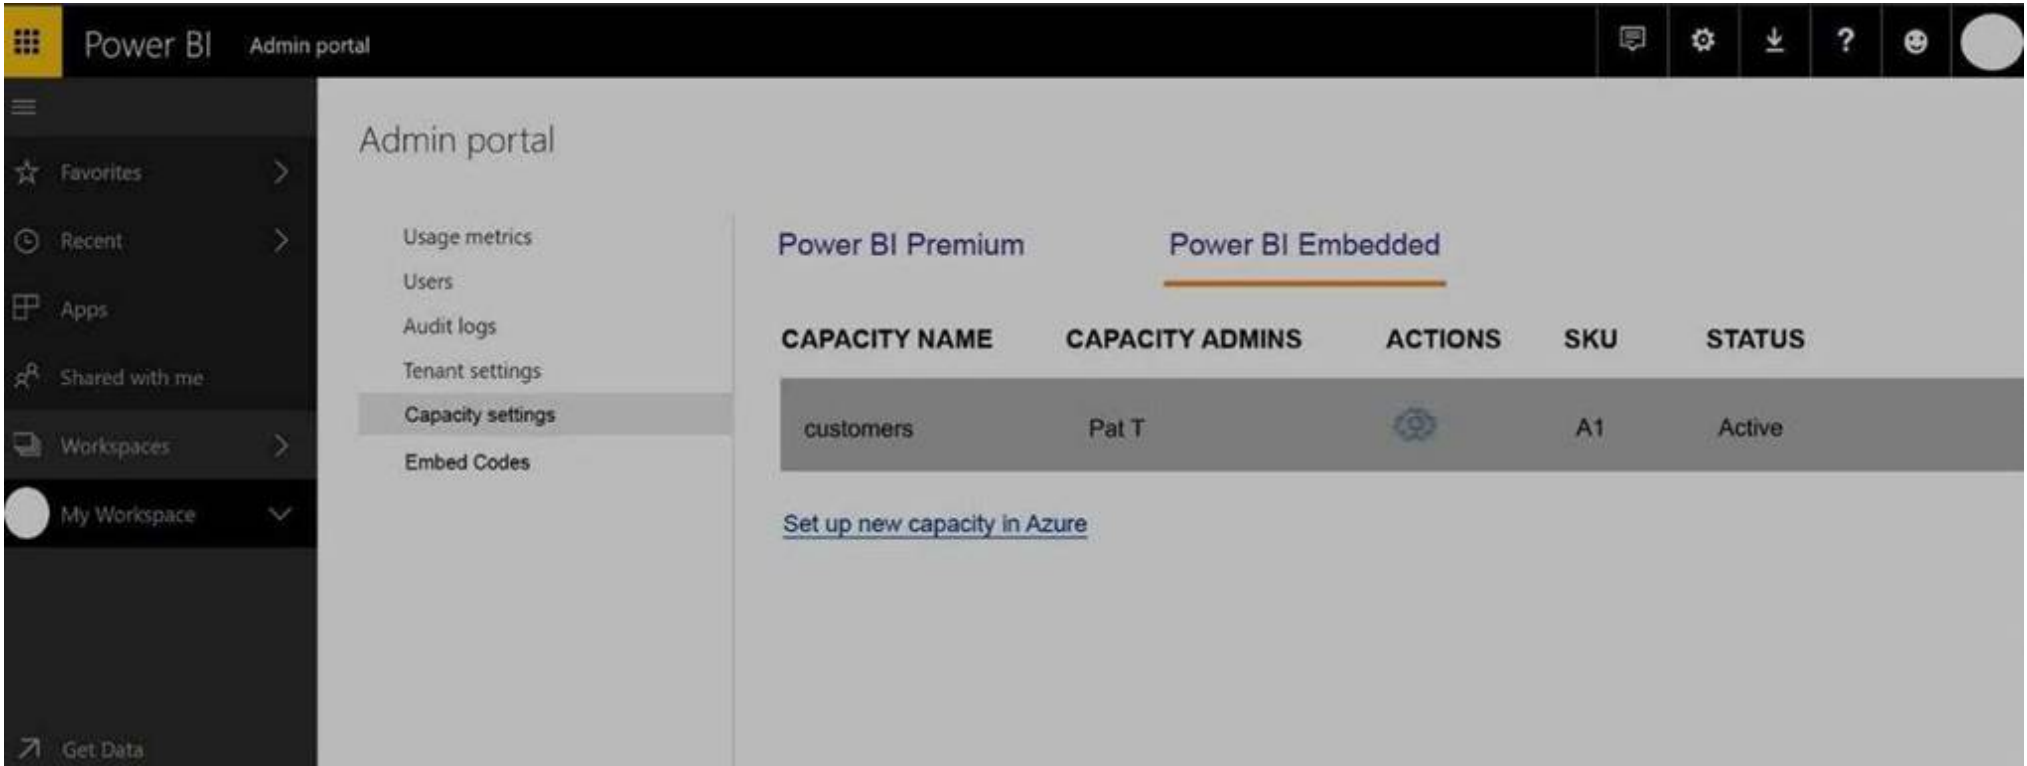 Power BI Admin portal ?
Favorites
Recent
Apps
Shared with me
Workspaces
My Workspace
Get Data
Admin portal
Usage metrics
Users
Audit logs
Tenant settings
Capacity settings
Embed Codes
Power BI Premium Power BI Embedded
CAPACITY NAME CAPACITY ADMINS ACTIONS SKU STATUS
customers Pat T A1 Active
Set up new capacity in Azure